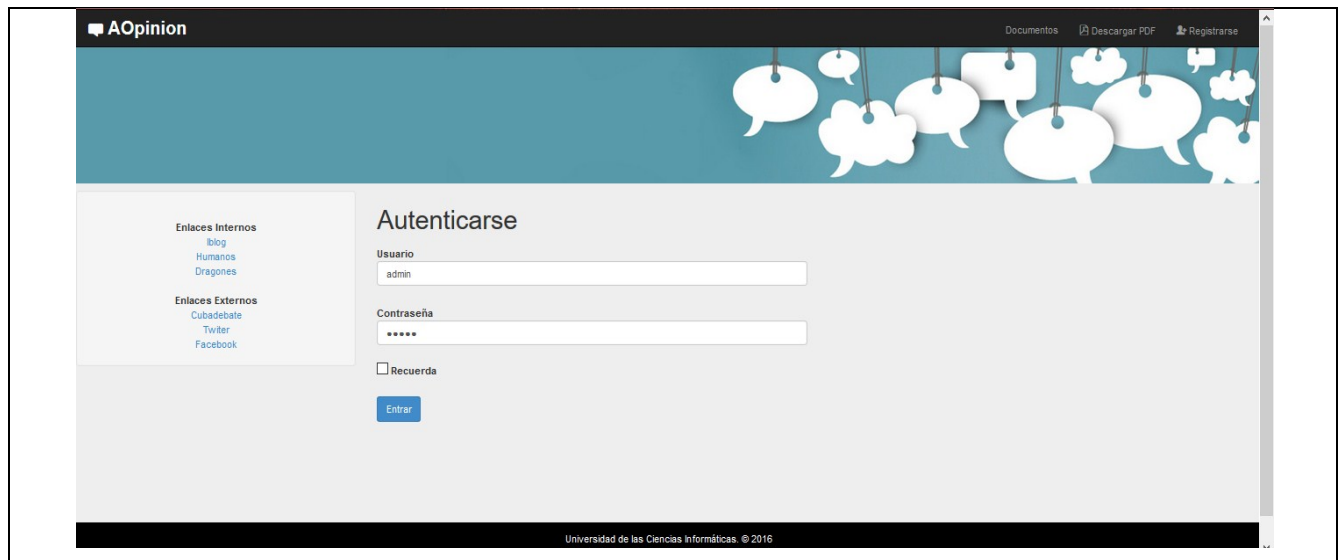 AOpinion
Documentos Descargar PDF Registrarse
Enlaces Internos
Iblog
Humanos
Dragones
Enlaces Externos
Cubadebate
Twiter
Facebook
Autenticarse
Usuario
admin
Contraseña
•••••
Recuerda
Entrar
Universidad de las Ciencias Informáticas. © 2016